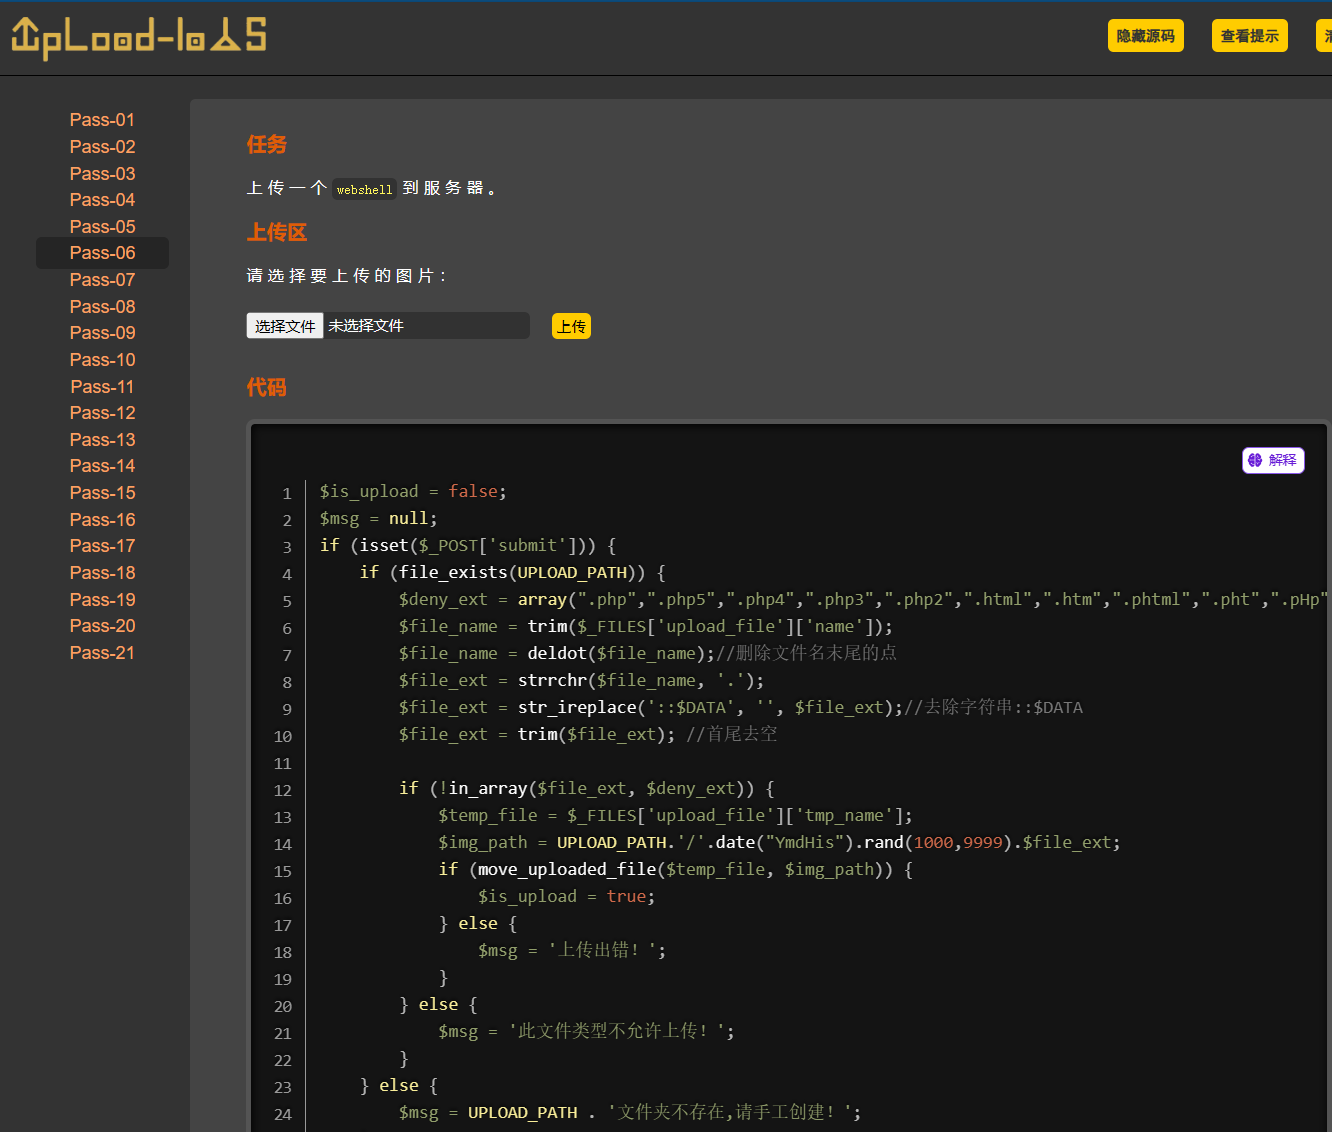 UpLoad-labs
隐藏源码
查看提示
Pass-01
Pass-02
Pass-03
Pass-04
Pass-05
Pass-06
Pass-07
Pass-08
Pass-09
Pass-10
Pass-11
Pass-12
Pass-13
Pass-14
Pass-15
Pass-16
Pass-17
Pass-18
Pass-19
Pass-20
Pass-21
任务
上传一个 webshell 到服务器。
上传区
请选择要上传的图片：
选择文件 未选择文件 上传
代码
解释
1 $is_upload = false;
2 $msg = null;
3 if (isset($_POST['submit'])) {
4 if (file_exists(UPLOAD_PATH)) {
5 $deny_ext = array(".php",".php5",".php4",".php3",".php2",".html",".htm",".phtml",".pht",".pHp"
6 $file_name = trim($_FILES['upload_file']['name']);
7 $file_name = deldot($file_name);//删除文件名末尾的点
8 $file_ext = strrchr($file_name, '.');
9 $file_ext = str_ireplace('::$DATA', '', $file_ext);//去除字符串::$DATA
10 $file_ext = trim($file_ext); //首尾去空
11
12 if (!in_array($file_ext, $deny_ext)) {
13 $temp_file = $_FILES['upload_file']['tmp_name'];
14 $img_path = UPLOAD_PATH.'/'.date("YmdHis").rand(1000,9999).$file_ext;
15 if (move_uploaded_file($temp_file, $img_path)) {
16 $is_upload = true;
17 } else {
18 $msg = '上传出错！';
19 }
20 } else {
21 $msg = '此文件类型不允许上传！';
22 }
23 } else {
24 $msg = UPLOAD_PATH . '文件夹不存在,请手工创建！';